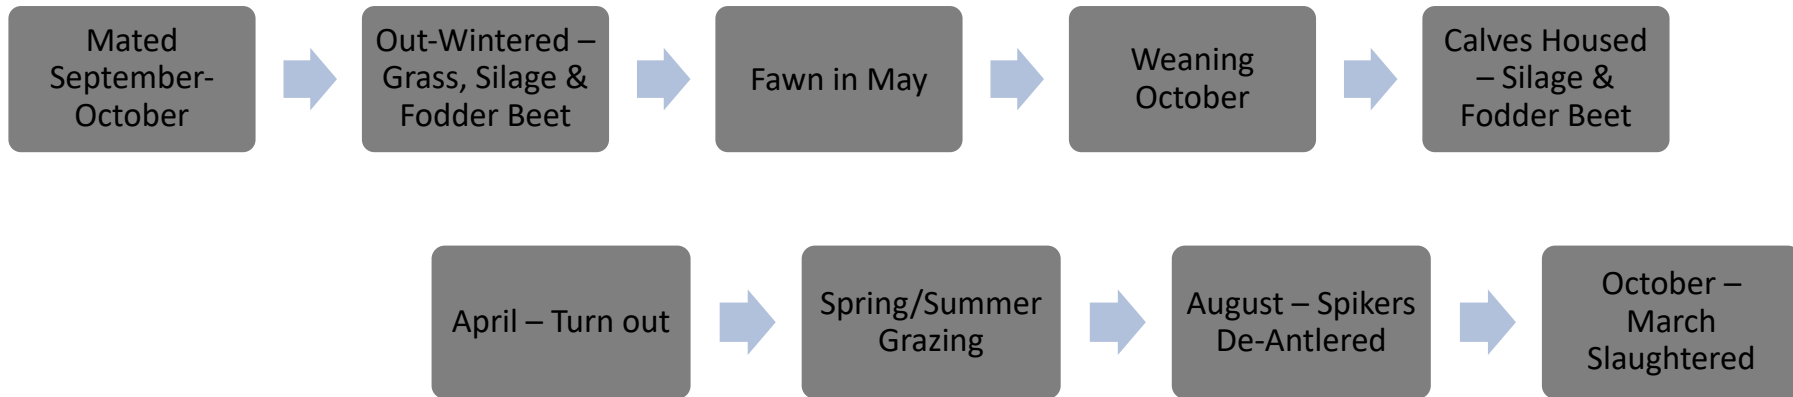 Mated
September-
October
Out-Wintered –
Grass, Silage &
Fodder Beet
Fawn in May
Weaning
October
Calves Housed
– Silage &
Fodder Beet
April – Turn out
Spring/Summer
Grazing
August – Spikers
De-Antlered
October –
March
Slaughtered